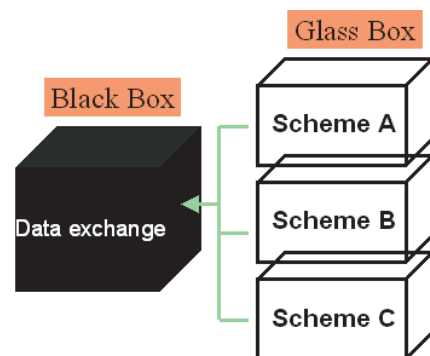 Glass Box
Black Box
Scheme A
Data exchange
Scheme B
Scheme C